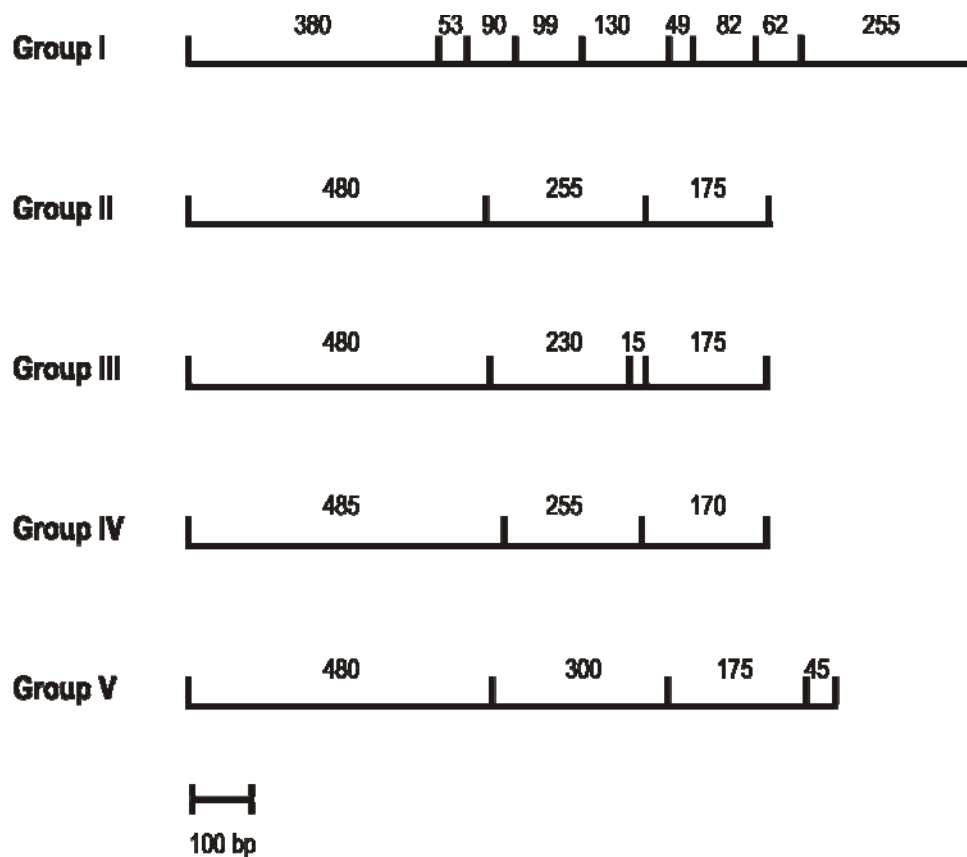 380 53 90 99 130 49 82 62 255
Group I
480 255 175
Group II
480 230 15 175
Group III
485 255 170
Group IV
480 300 175 45
Group V
100 bp